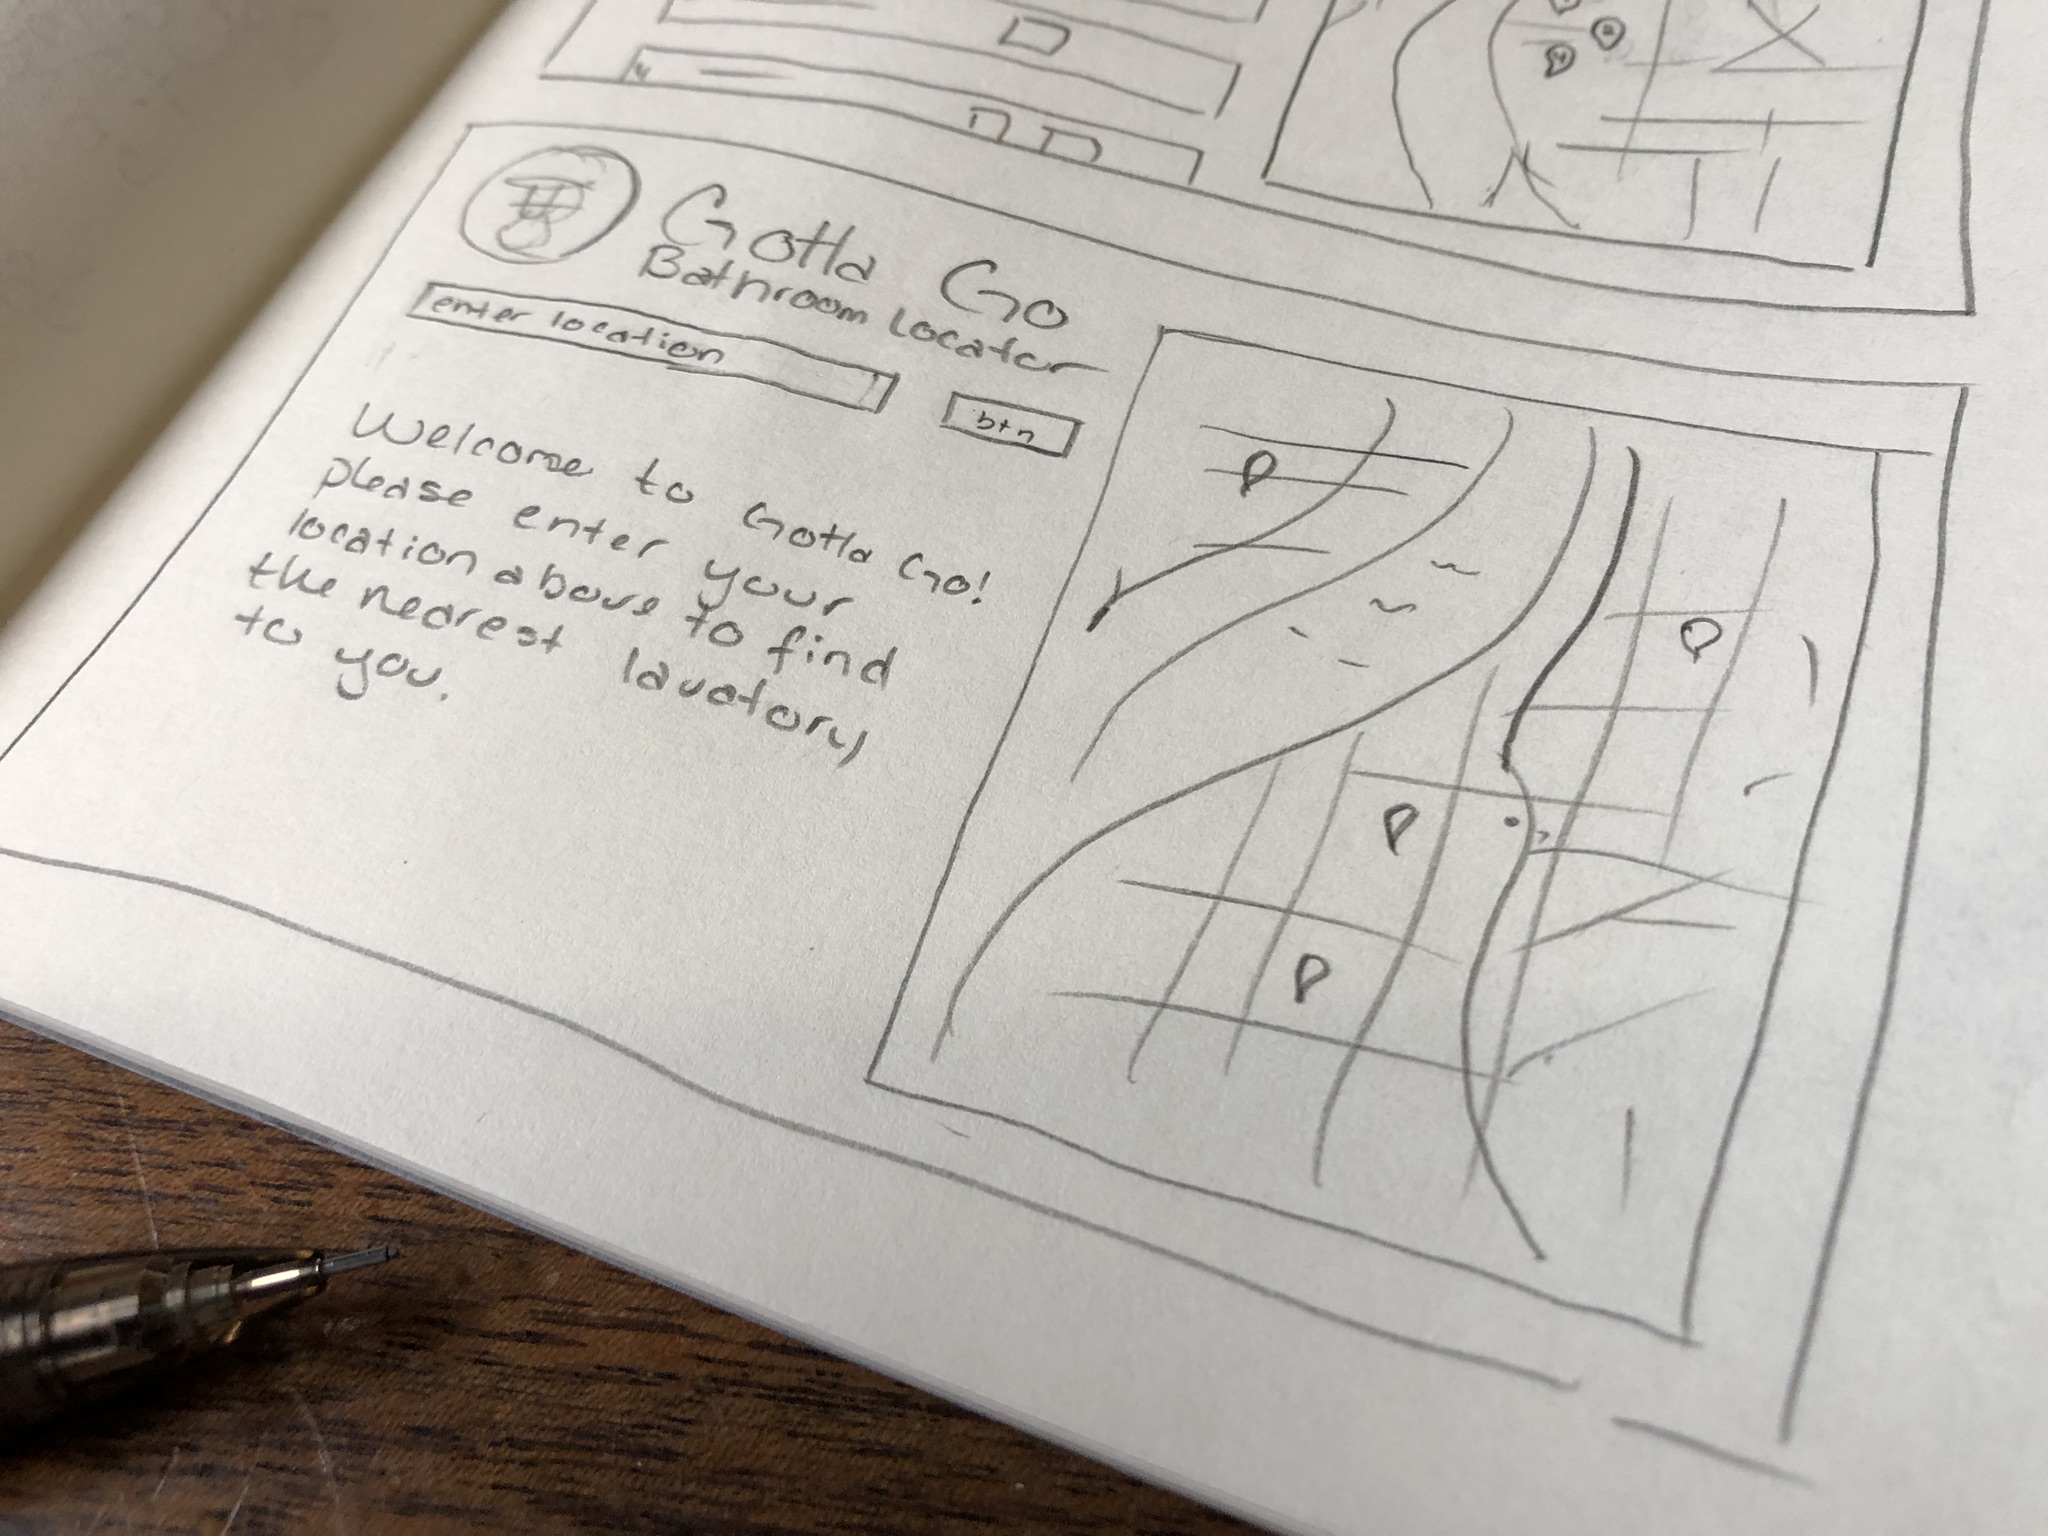 Gotta Go
Bathroom Locator
enter location
btn
Welcome to Gotta Go!
please enter your
location above to find
the nearest lavatory
to you.